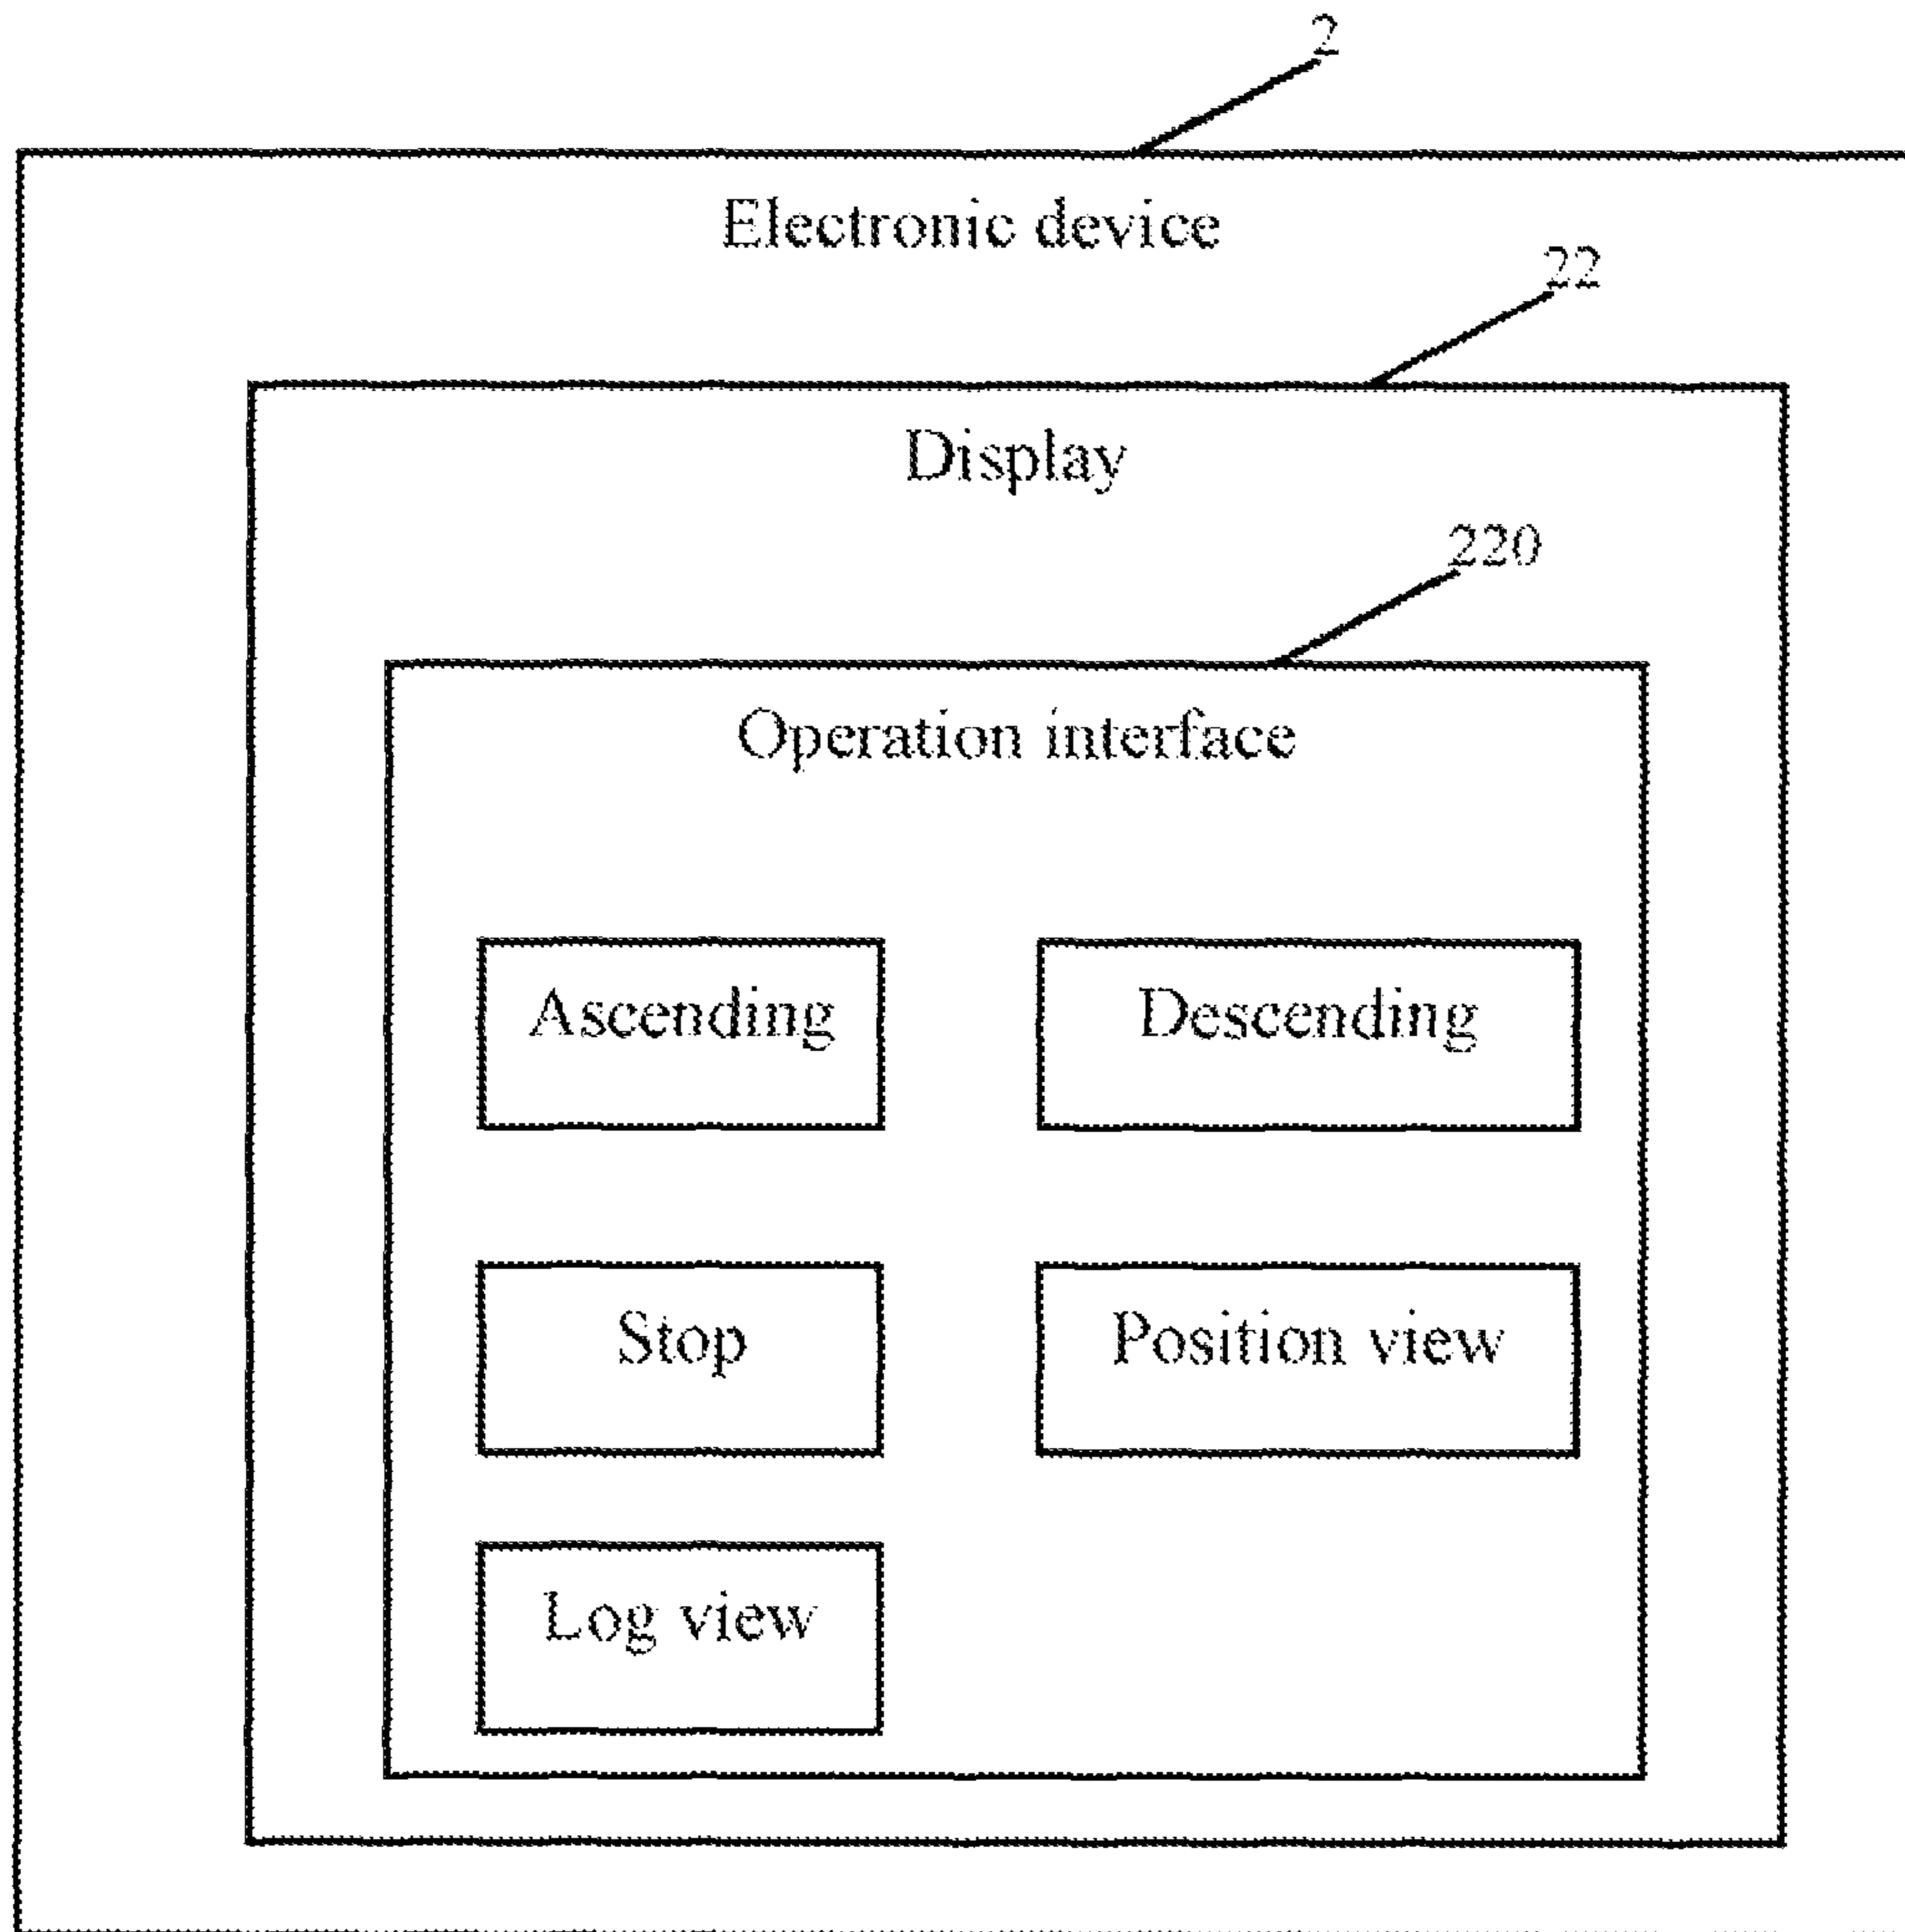 2
Electronic device
22
Display
220
Operation interface
Ascending
Descending
Stop
Position view
Log view